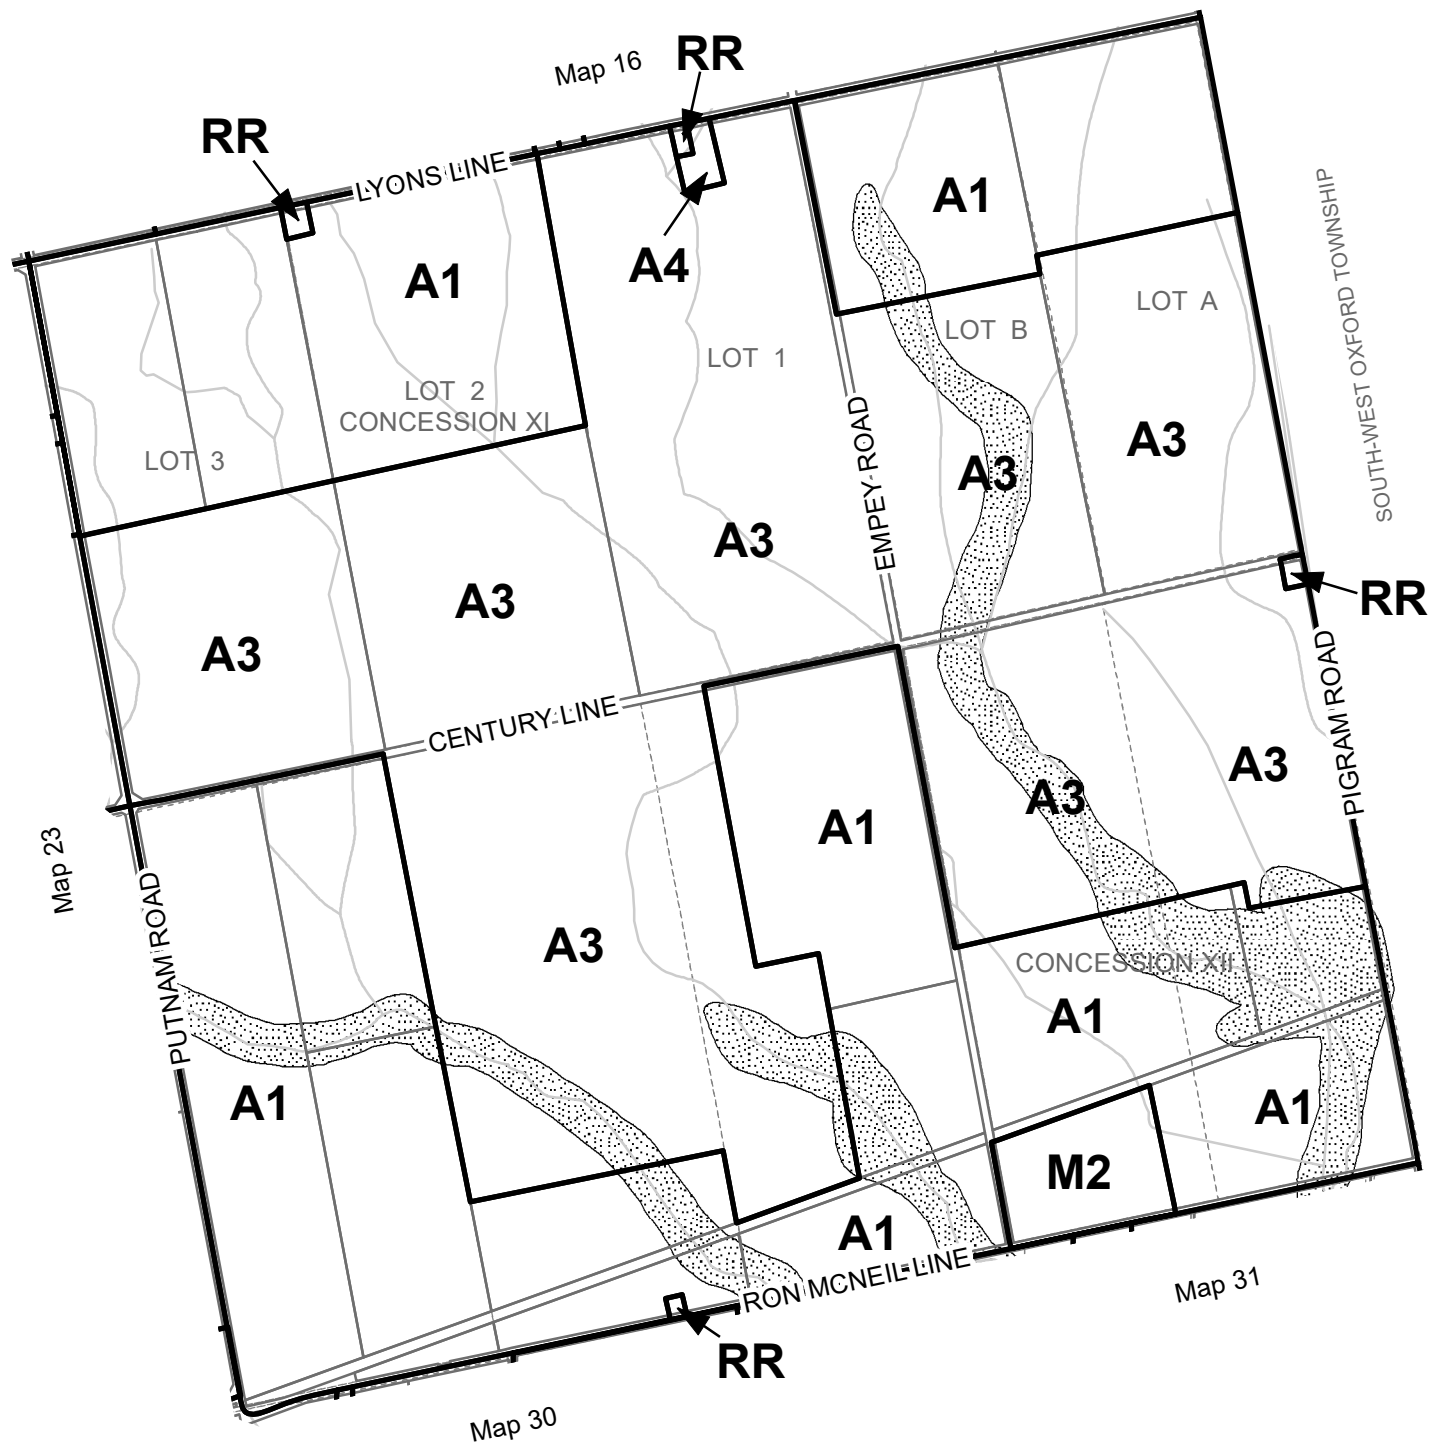 Map 16
RR
RR
LYONS LINE
A1
A4
A1
LOT 2
CONCESSION XI
LOT 3
LOT 1
LOT B
LOT A
SOUTH-WEST OXFORD TOWNSHIP
EMPEY ROAD
A3
A3
A3
A3
A3
RR
CENTURY LINE
PIGRAM ROAD
A3
A3
A1
Map 23
PUTNAM ROAD
A3
CONCESSION XII
A1
A1
A1
M2
A1
RON MCNEIL LINE
Map 31
RR
Map 30